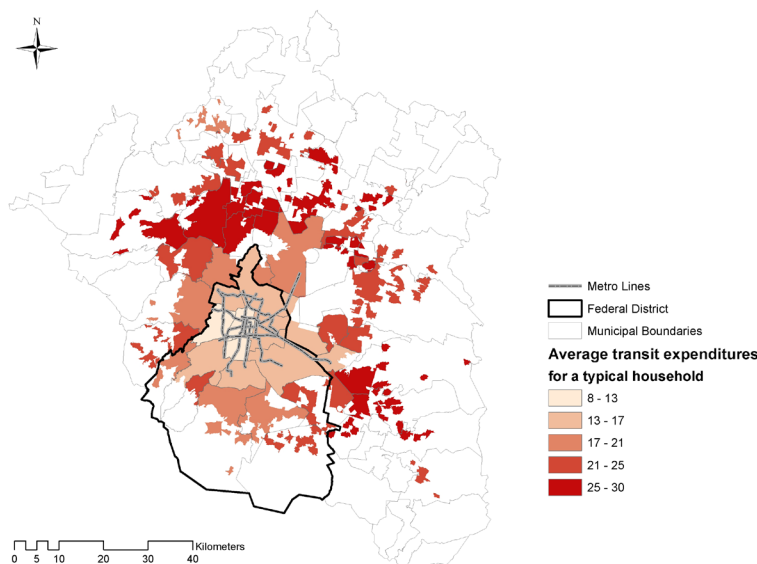 N
Metro Lines
Federal District
Municipal Boundaries
Average transit expenditures
for a typical household
8 - 13
13 - 17
17 - 21
21 - 25
25 - 30
Kilometers
0 5 10 20 30 40